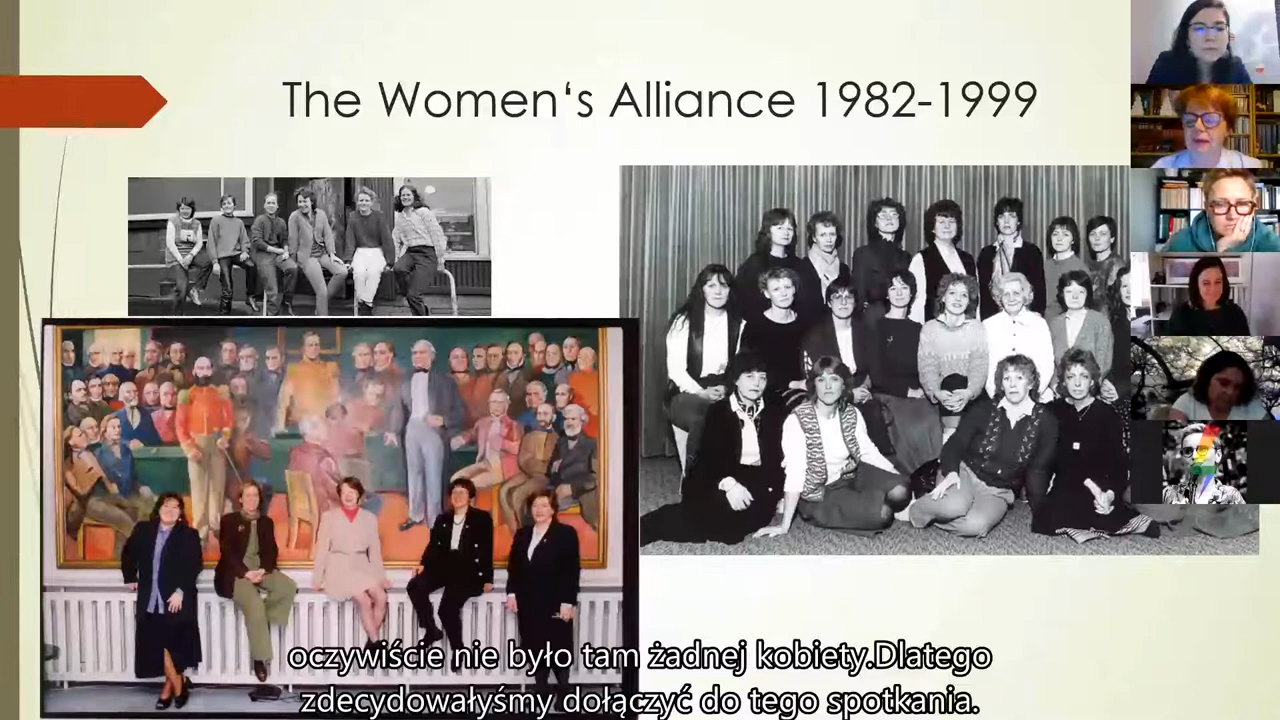 The Women‘s Alliance 1982-1999
oczywiście nie było tam żadnej kobiety.Dlatego
zdecydowałyśmy dołączyć do tego spotkania.